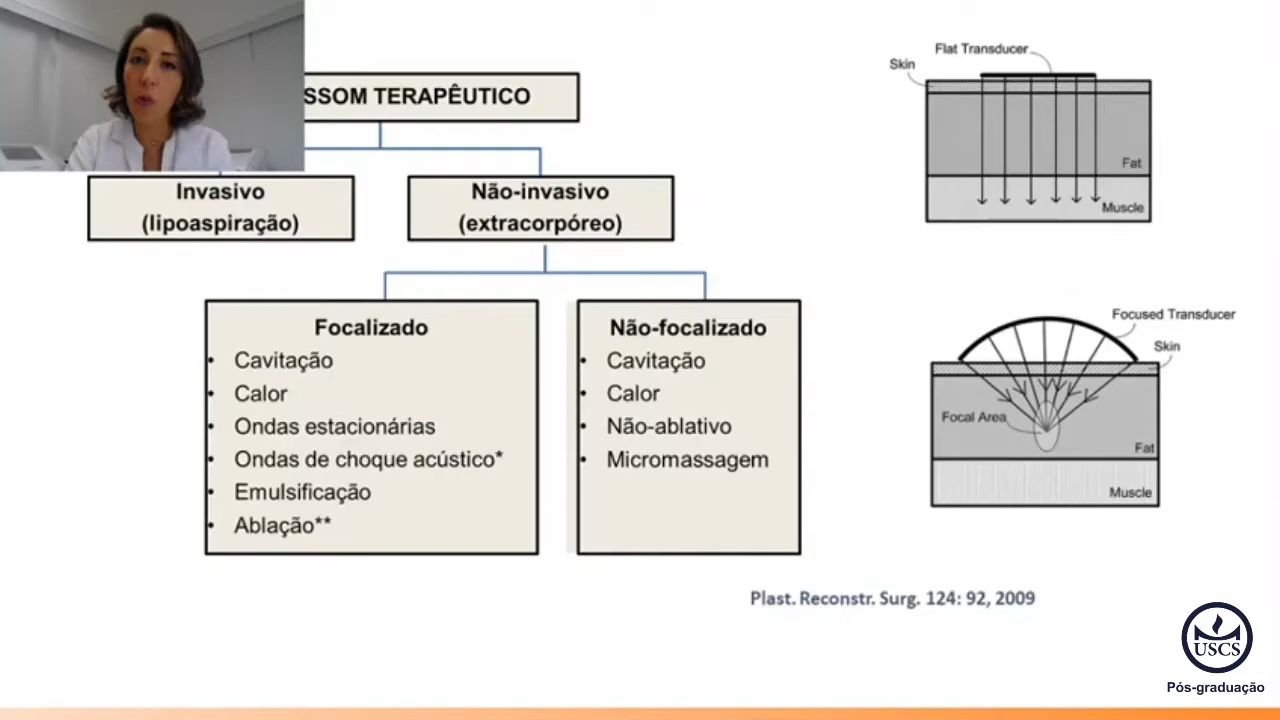 SSOM TERAPÊUTICO
Invasivo
(lipoaspiração)
Não-invasivo
(extracorpóreo)
Focalizado
• Cavitação
• Calor
• Ondas estacionárias
• Ondas de choque acústico*
• Emulsificação
• Ablação**
Não-focalizado
• Cavitação
• Calor
• Não-ablativo
• Micromassagem
Flat Transducer
Skin
Fat
Muscle
Focused Transducer
Skin
Focal Area
Fat
Muscle
Plast. Reconstr. Surg. 124: 92, 2009
USCS
Pós-graduação